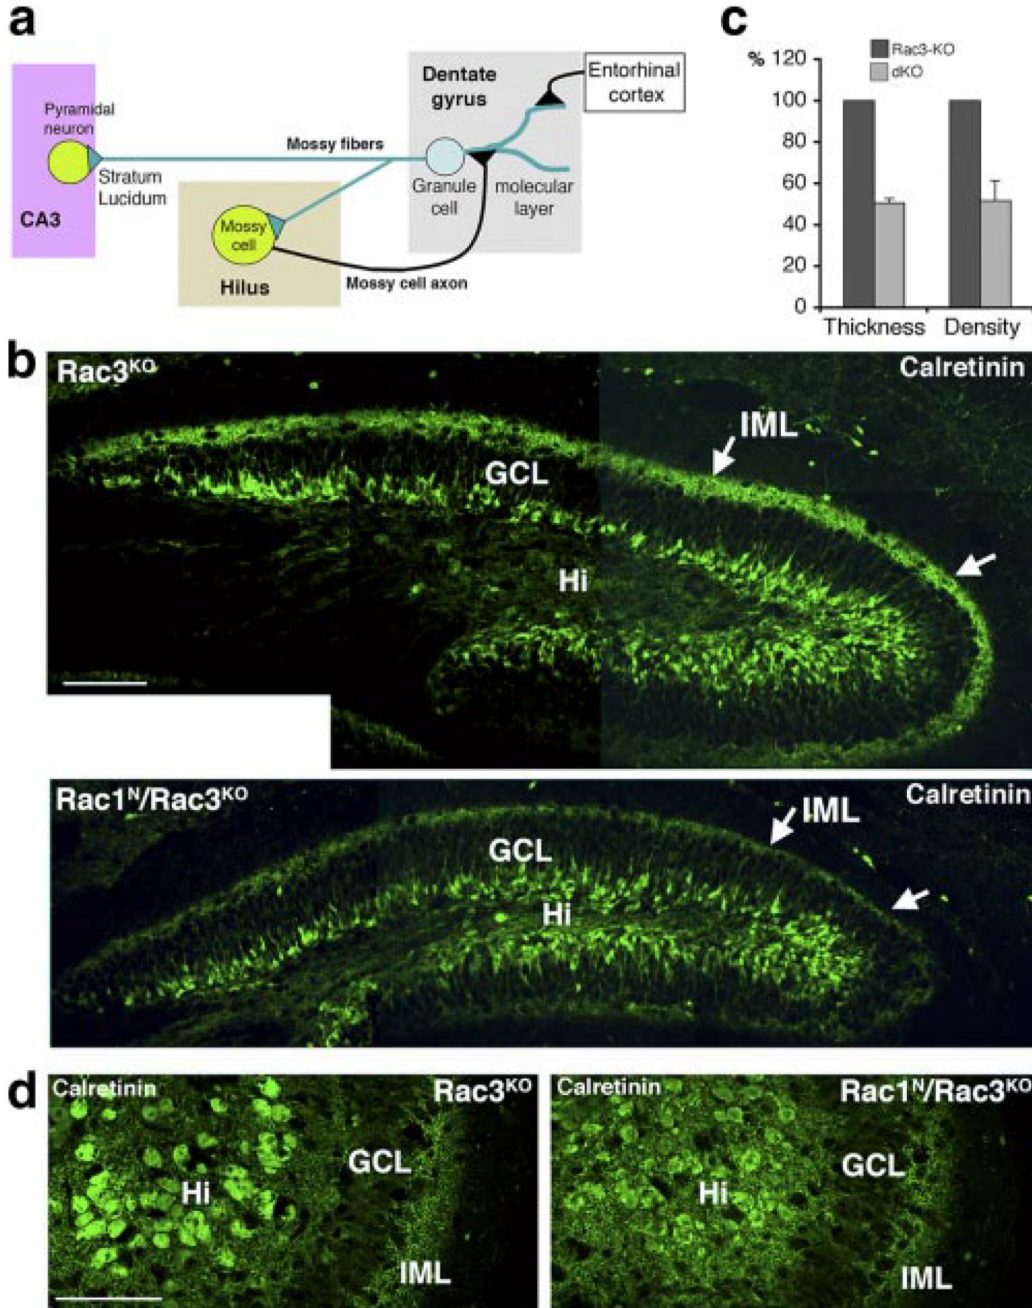 a
Pyramidal
neuron
CA3
Stratum
Lucidum
Mossy fibers
Mossy
cell
Hilus
Mossy cell axon
Dentate
gyrus
Granule
cell
molecular
layer
Entorhinal
cortex
c
% 120
100
80
60
40
20
0
Rac3-KO
dKO
Thickness Density
b
Rac3KO
Calretinin
IML
GCL
Hi
Rac1N/Rac3KO
Calretinin
IML
GCL
Hi
d
Calretinin
Rac3KO
GCL
Hi
IML
Calretinin
Rac1N/Rac3KO
GCL
Hi
IML